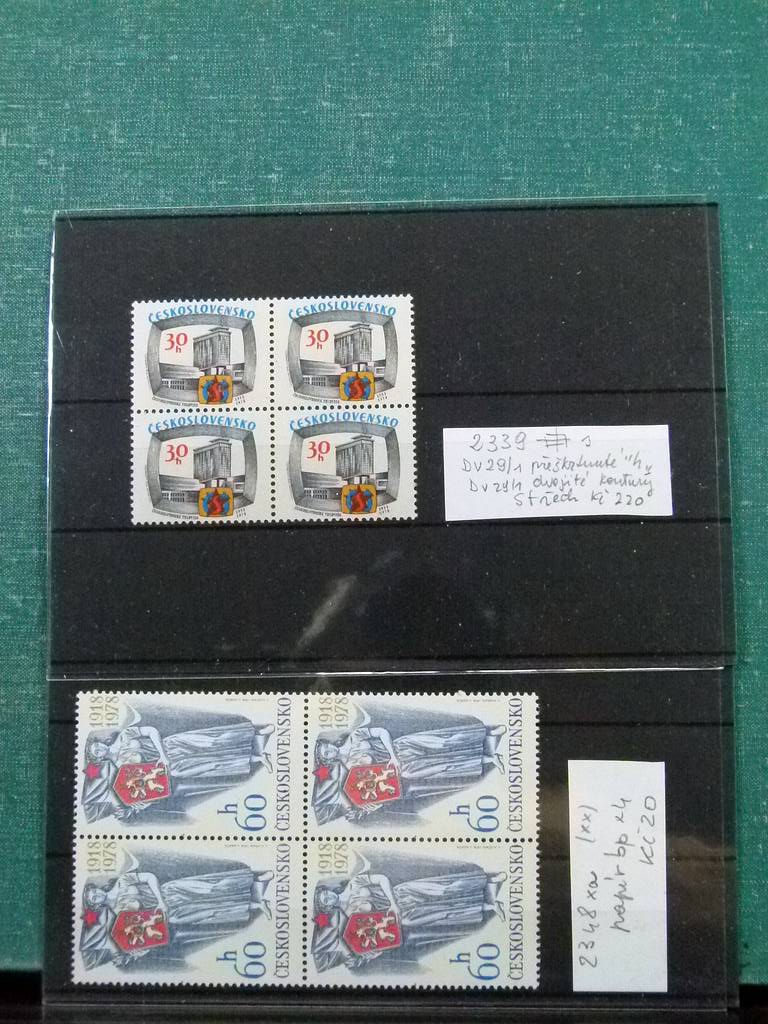 ČESKOSLOVENSKO
30
h
ČESKOSLOVENSKO
30
h
ČESKOSLOVENSKO
30
h
ČESKOSLOVENSKO
30
h
2339
DV 29/1 přeškrtnuté "h"
DV 29/1 dvojité kontury
střech Kč 220
1918
1978
60 h
ČESKOSLOVENSKO
1918
1978
60 h
ČESKOSLOVENSKO
1918
1978
60 h
ČESKOSLOVENSKO
1918
1978
60 h
ČESKOSLOVENSKO
2348 xa (xx)
papír bp x4
Kč 20